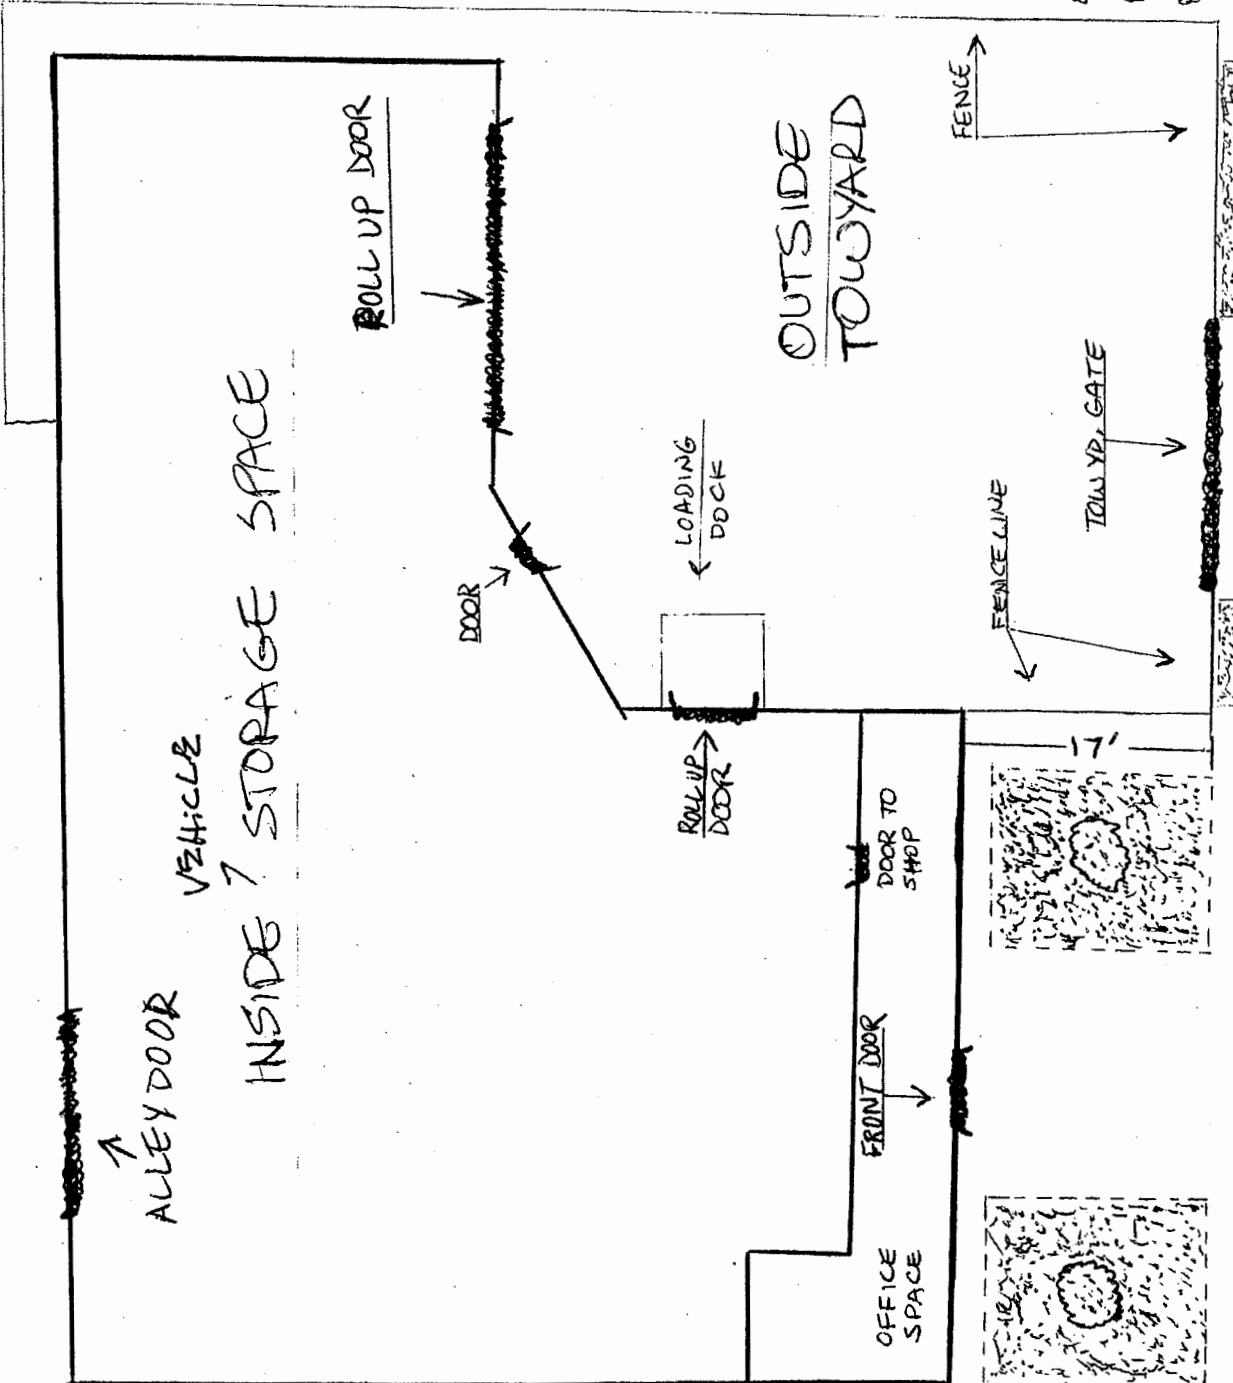 ROLL UP DOOR
OUTSIDE
TOWYARD
FENCE
VEHICLE
INSIDE ↑ STORAGE SPACE
ALLEY DOOR
DOOR
LOADING
DOCK
TOW YD. GATE
FENCE LINE
ROLL UP
DOOR
DOOR TO
SHOP
17'
FRONT DOOR
OFFICE
SPACE